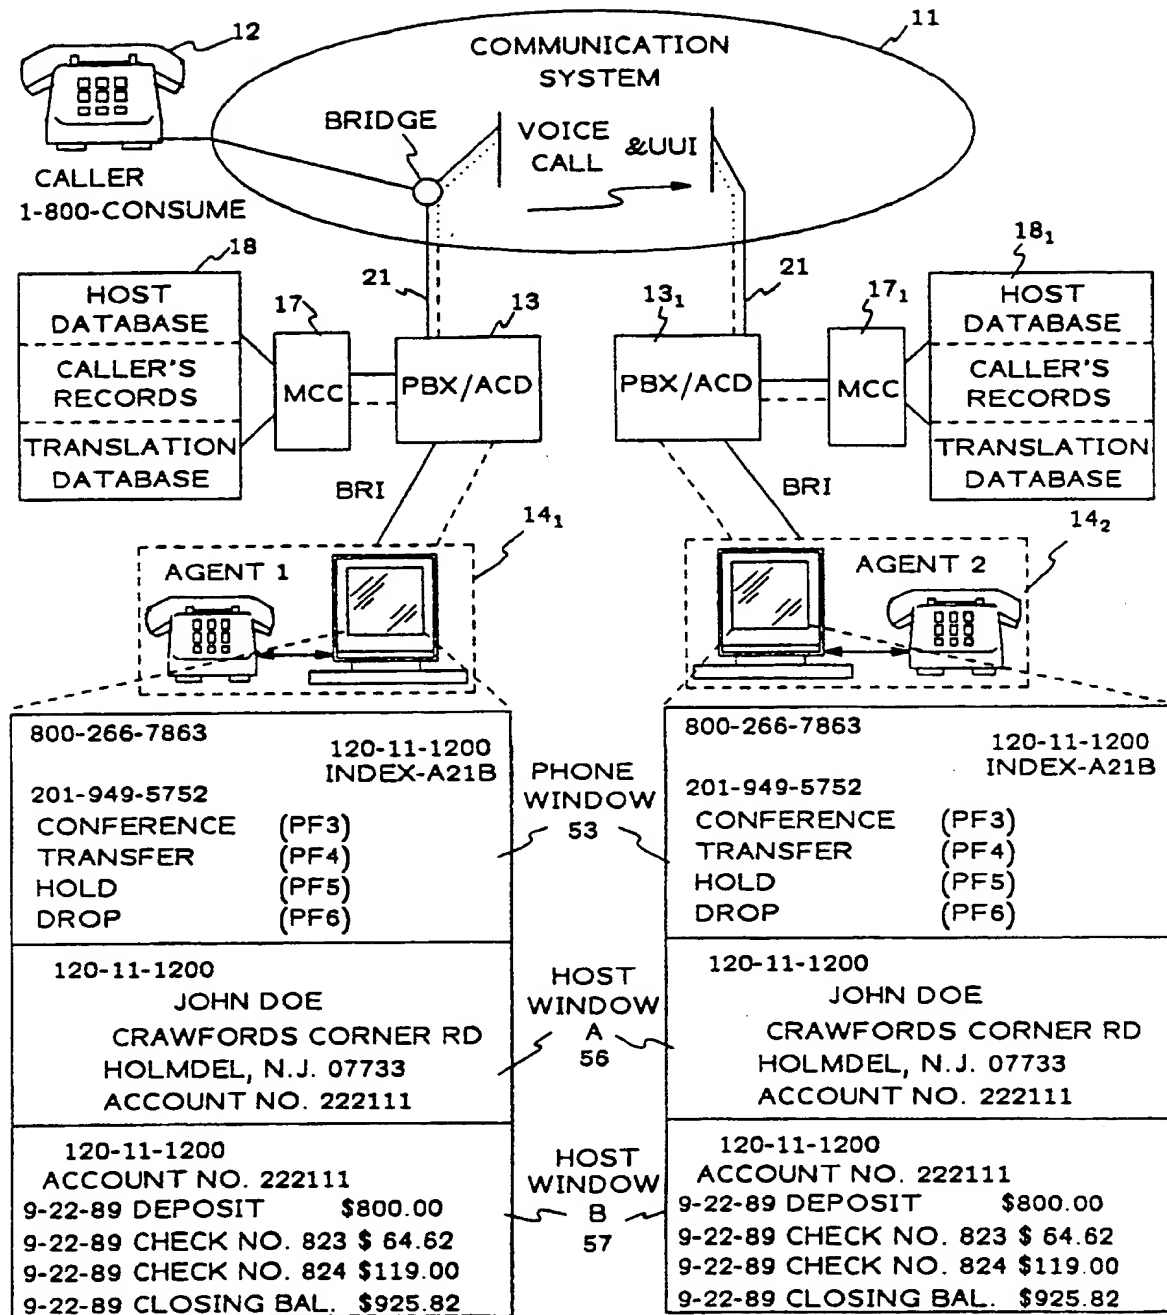 12
11
COMMUNICATION
SYSTEM
BRIDGE
VOICE
CALL
&UUI
CALLER
1-800-CONSUME
18
17
21
13
13₁
21
17₁
18₁
HOST
DATABASE
CALLER'S
RECORDS
TRANSLATION
DATABASE
MCC
PBX/ACD
PBX/ACD
MCC
HOST
DATABASE
CALLER'S
RECORDS
TRANSLATION
DATABASE
BRI
BRI
14₁
14₂
AGENT 1
AGENT 2
800-266-7863
120-11-1200
INDEX-A21B
201-949-5752
CONFERENCE (PF3)
TRANSFER (PF4)
HOLD (PF5)
DROP (PF6)
120-11-1200
JOHN DOE
CRAWFORDS CORNER RD
HOLMDEL, N.J. 07733
ACCOUNT NO. 222111
120-11-1200
ACCOUNT NO. 222111
9-22-89 DEPOSIT $800.00
9-22-89 CHECK NO. 823 $ 64.62
9-22-89 CHECK NO. 824 $119.00
9-22-89 CLOSING BAL. $925.82
PHONE
WINDOW
53
HOST
WINDOW
A
56
HOST
WINDOW
B
57
800-266-7863
120-11-1200
INDEX-A21B
201-949-5752
CONFERENCE (PF3)
TRANSFER (PF4)
HOLD (PF5)
DROP (PF6)
120-11-1200
JOHN DOE
CRAWFORDS CORNER RD
HOLMDEL, N.J. 07733
ACCOUNT NO. 222111
120-11-1200
ACCOUNT NO. 222111
9-22-89 DEPOSIT $800.00
9-22-89 CHECK NO. 823 $ 64.62
9-22-89 CHECK NO. 824 $119.00
9-22-89 CLOSING BAL. $925.82